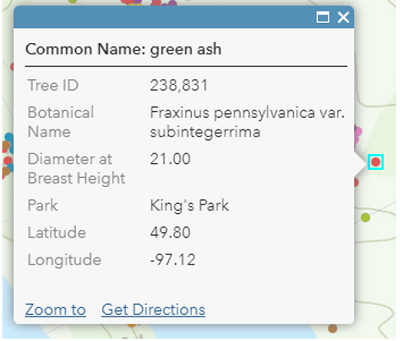 Common Name: green ash
Tree ID 238,831
Botanical Fraxinus pennsylvanica var.
Name subintegerrima
Diameter at 21.00
Breast Height
Park King's Park
Latitude 49.80
Longitude -97.12
Zoom to Get Directions